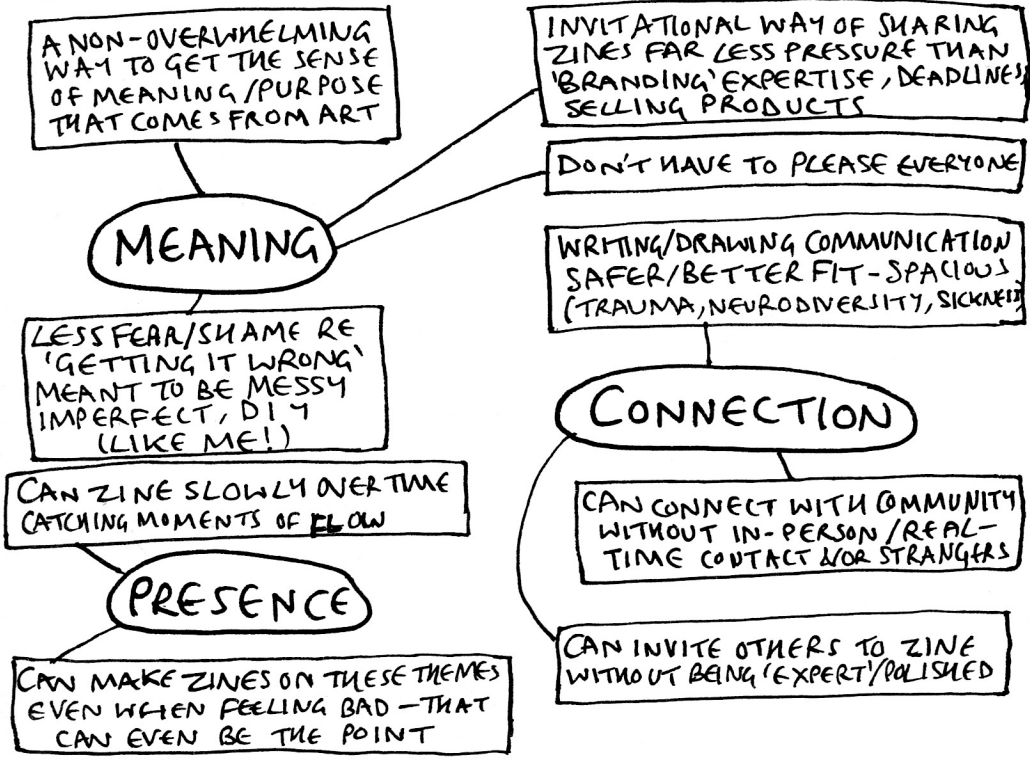 A NON-OVERWHELMING
WAY TO GET THE SENSE
OF MEANING/PURPOSE
THAT COMES FROM ART
INVITATIONAL WAY OF SHARING
ZINES FAR LESS PRESSURE THAN
'BRANDING' EXPERTISE, DEADLINES,
SELLING PRODUCTS
DON'T HAVE TO PLEASE EVERYONE
MEANING
LESS FEAR/SHAME RE
'GETTING IT WRONG'
MEANT TO BE MESSY
IMPERFECT, DIY
(LIKE ME!)
WRITING/DRAWING COMMUNICATION
SAFER/BETTER FIT - SPACIOUS
(TRAUMA, NEURODIVERSITY, SICKNESS)
CONNECTION
CAN CONNECT WITH COMMUNITY
WITHOUT IN-PERSON/REAL-
TIME CONTACT &/OR STRANGERS
CAN INVITE OTHERS TO ZINE
WITHOUT BEING 'EXPERT'/POLISHED
CAN ZINE SLOWLY OVER TIME
CATCHING MOMENTS OF FLOW
PRESENCE
CAN MAKE ZINES ON THESE THEMES
EVEN WHEN FEELING BAD - THAT
CAN EVEN BE THE POINT